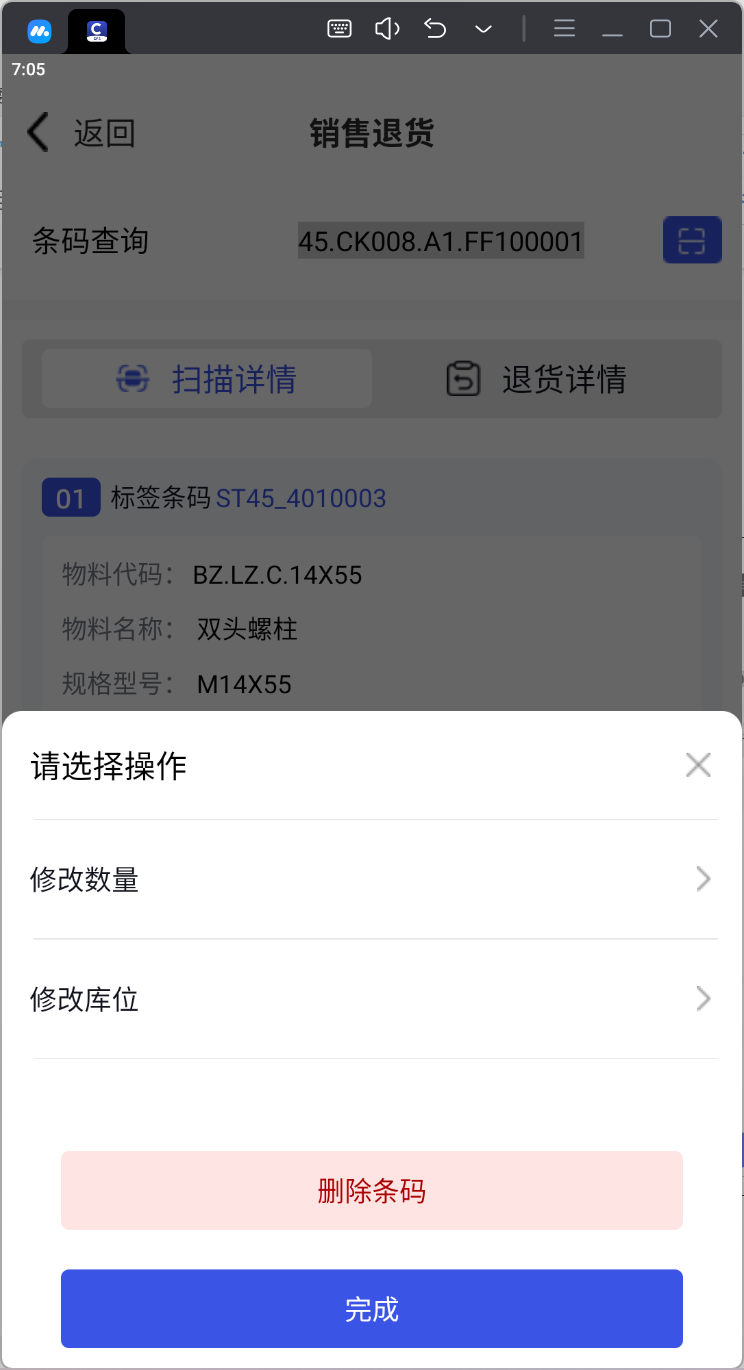 7:05
返回
销售退货
条码查询
45.CK008.A1.FF100001
扫描详情
退货详情
01 标签条码 ST45_4010003
物料代码： BZ.LZ.C.14X55
物料名称： 双头螺柱
规格型号： M14X55
请选择操作
修改数量
修改库位
删除条码
完成